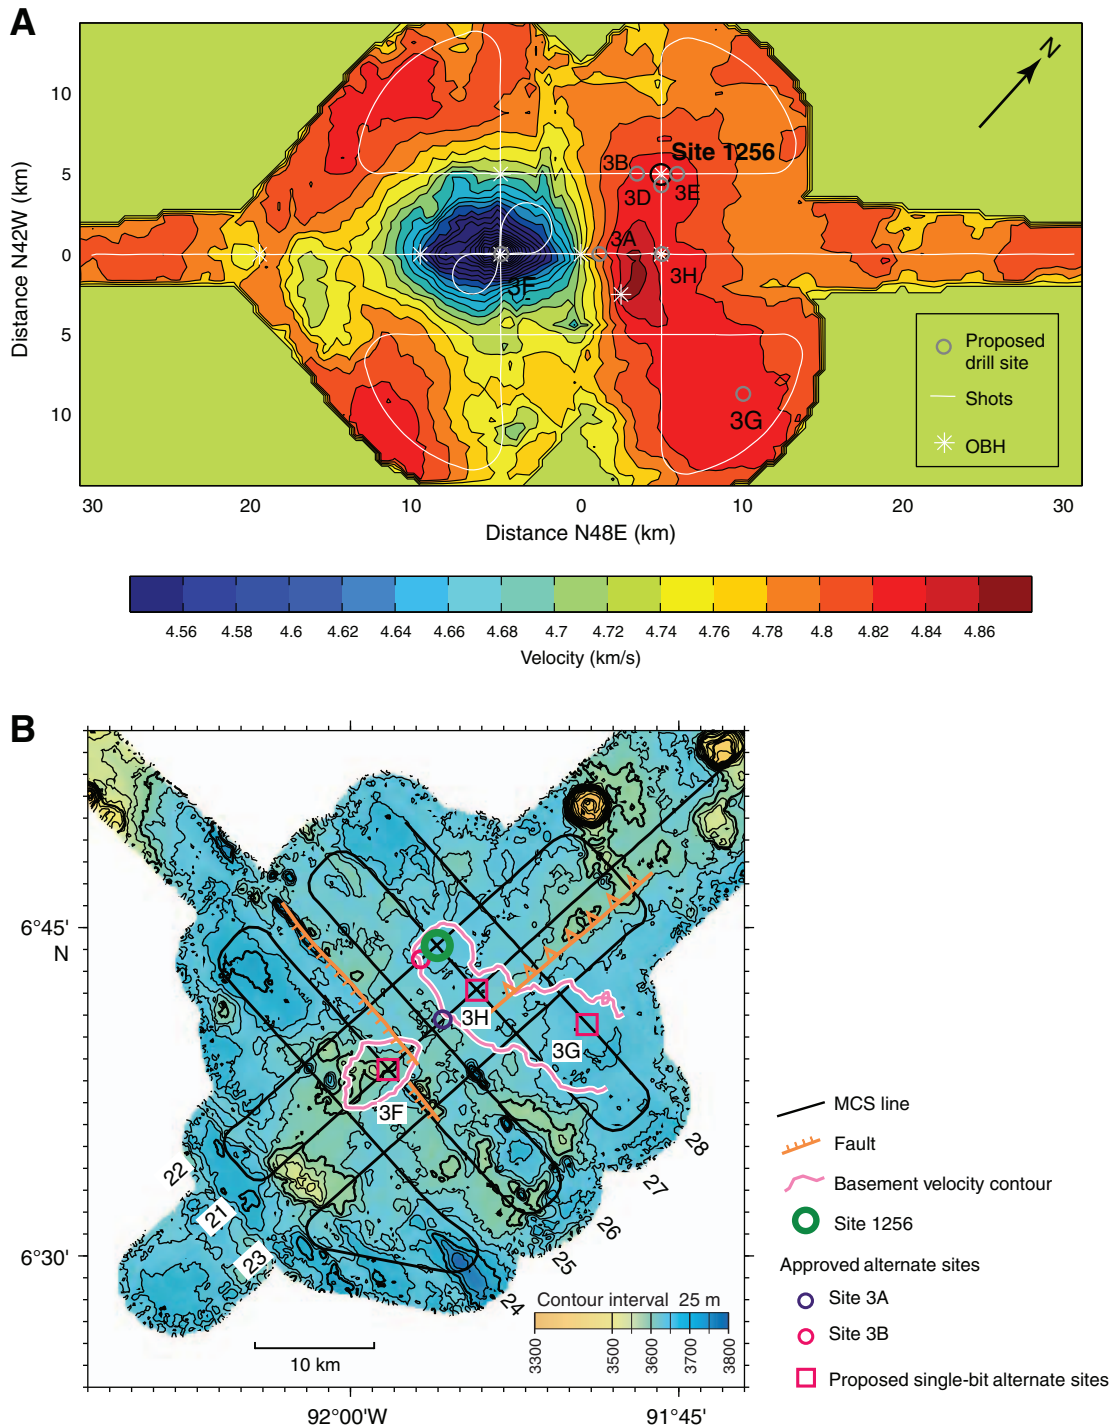 A
N
10
5
0
5
10
Distance N42W (km)
Site 1256
3B
3D
3E
3A
3H
3F
3G
Proposed
drill site
Shots
OBH
30 20 10 0 10 20 30
Distance N48E (km)
4.56 4.58 4.6 4.62 4.64 4.66 4.68 4.7 4.72 4.74 4.76 4.78 4.8 4.82 4.84 4.86
Velocity (km/s)
B
6°45'
N
6°30'
3H
3G
3F
22
21
23
24
25
26
27
28
Contour interval 25 m
3300 3500 3600 3700 3800
10 km
92°00'W 91°45'
MCS line
Fault
Basement velocity contour
Site 1256
Approved alternate sites
Site 3A
Site 3B
Proposed single-bit alternate sites